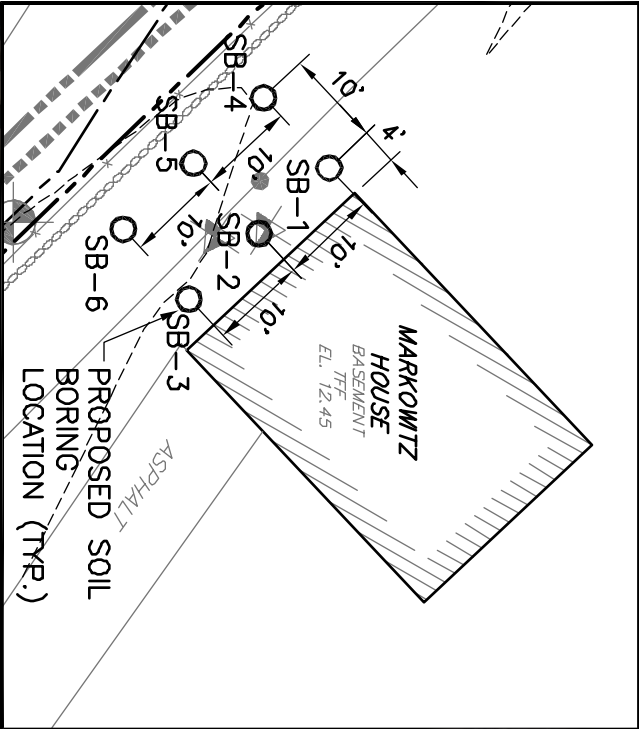 SB-4
SB-5
SB-6
SB-1
SB-2
SB-3
10'
4'
10'
10'
10'
10'
MARKOWITZ
HOUSE
BASEMENT
TFF
EL. 12.45
ASPHALT
PROPOSED SOIL
BORING
LOCATION (TYP.)